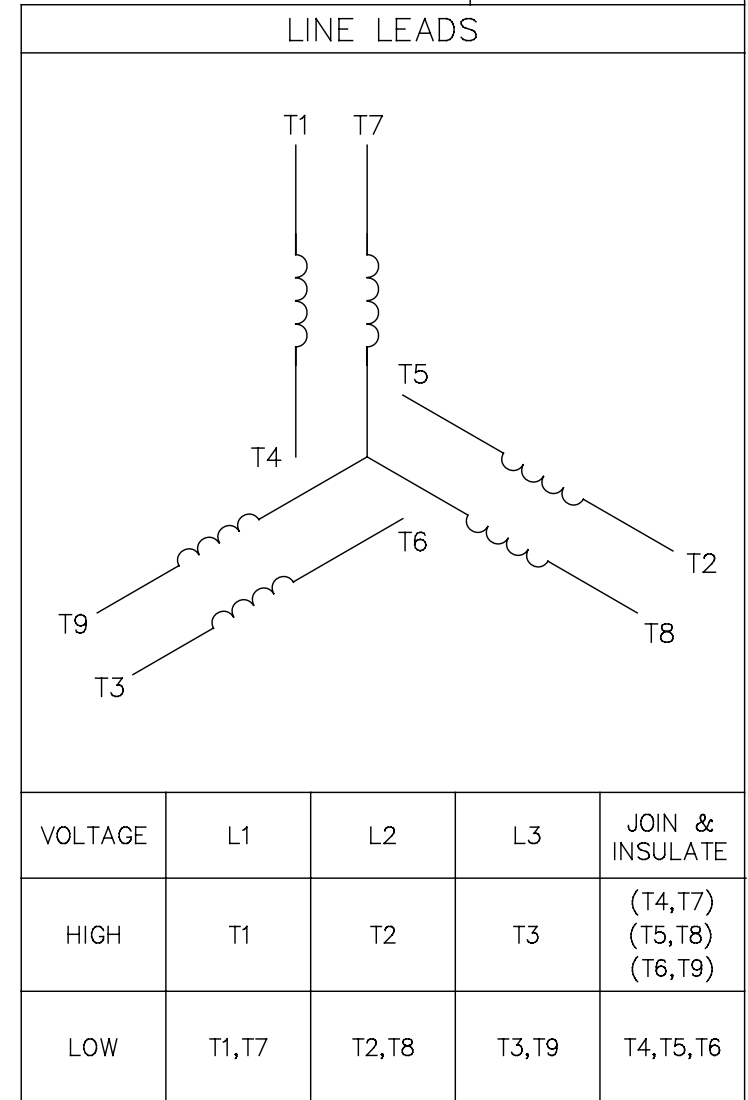 LINE LEADS
T1 T7
T5
T4
T6
T2
T9
T8
T3
VOLTAGE L1 L2 L3 JOIN &
INSULATE
HIGH T1 T2 T3 (T4,T7)
(T5,T8)
(T6,T9)
LOW T1,T7 T2,T8 T3,T9 T4,T5,T6